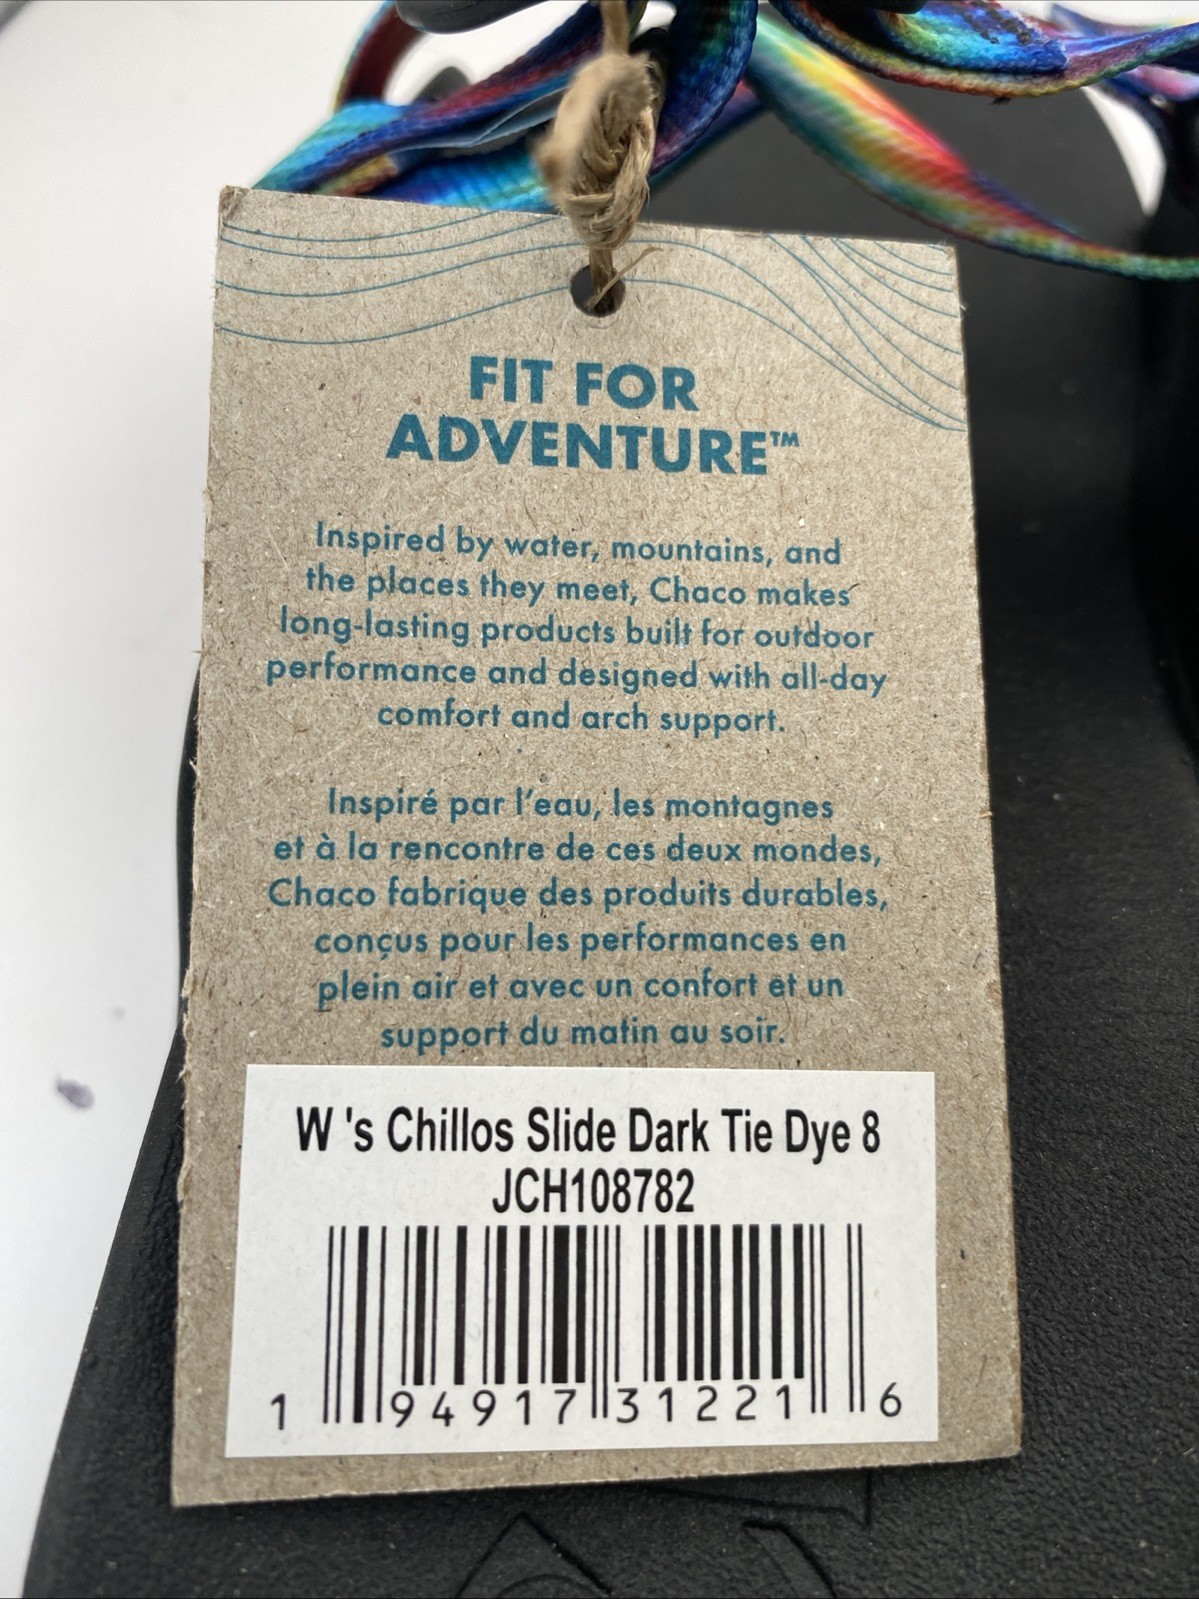 FIT FOR
ADVENTURE™
Inspired by water, mountains, and
the places they meet, Chaco makes
long-lasting products built for outdoor
performance and designed with all-day
comfort and arch support.
Inspiré par l'eau, les montagnes
et à la rencontre de ces deux mondes,
Chaco fabrique des produits durables,
conçus pour les performances en
plein air et avec un confort et un
support du matin au soir.
W 's Chillos Slide Dark Tie Dye 8
JCH108782
1 94917 31221 6